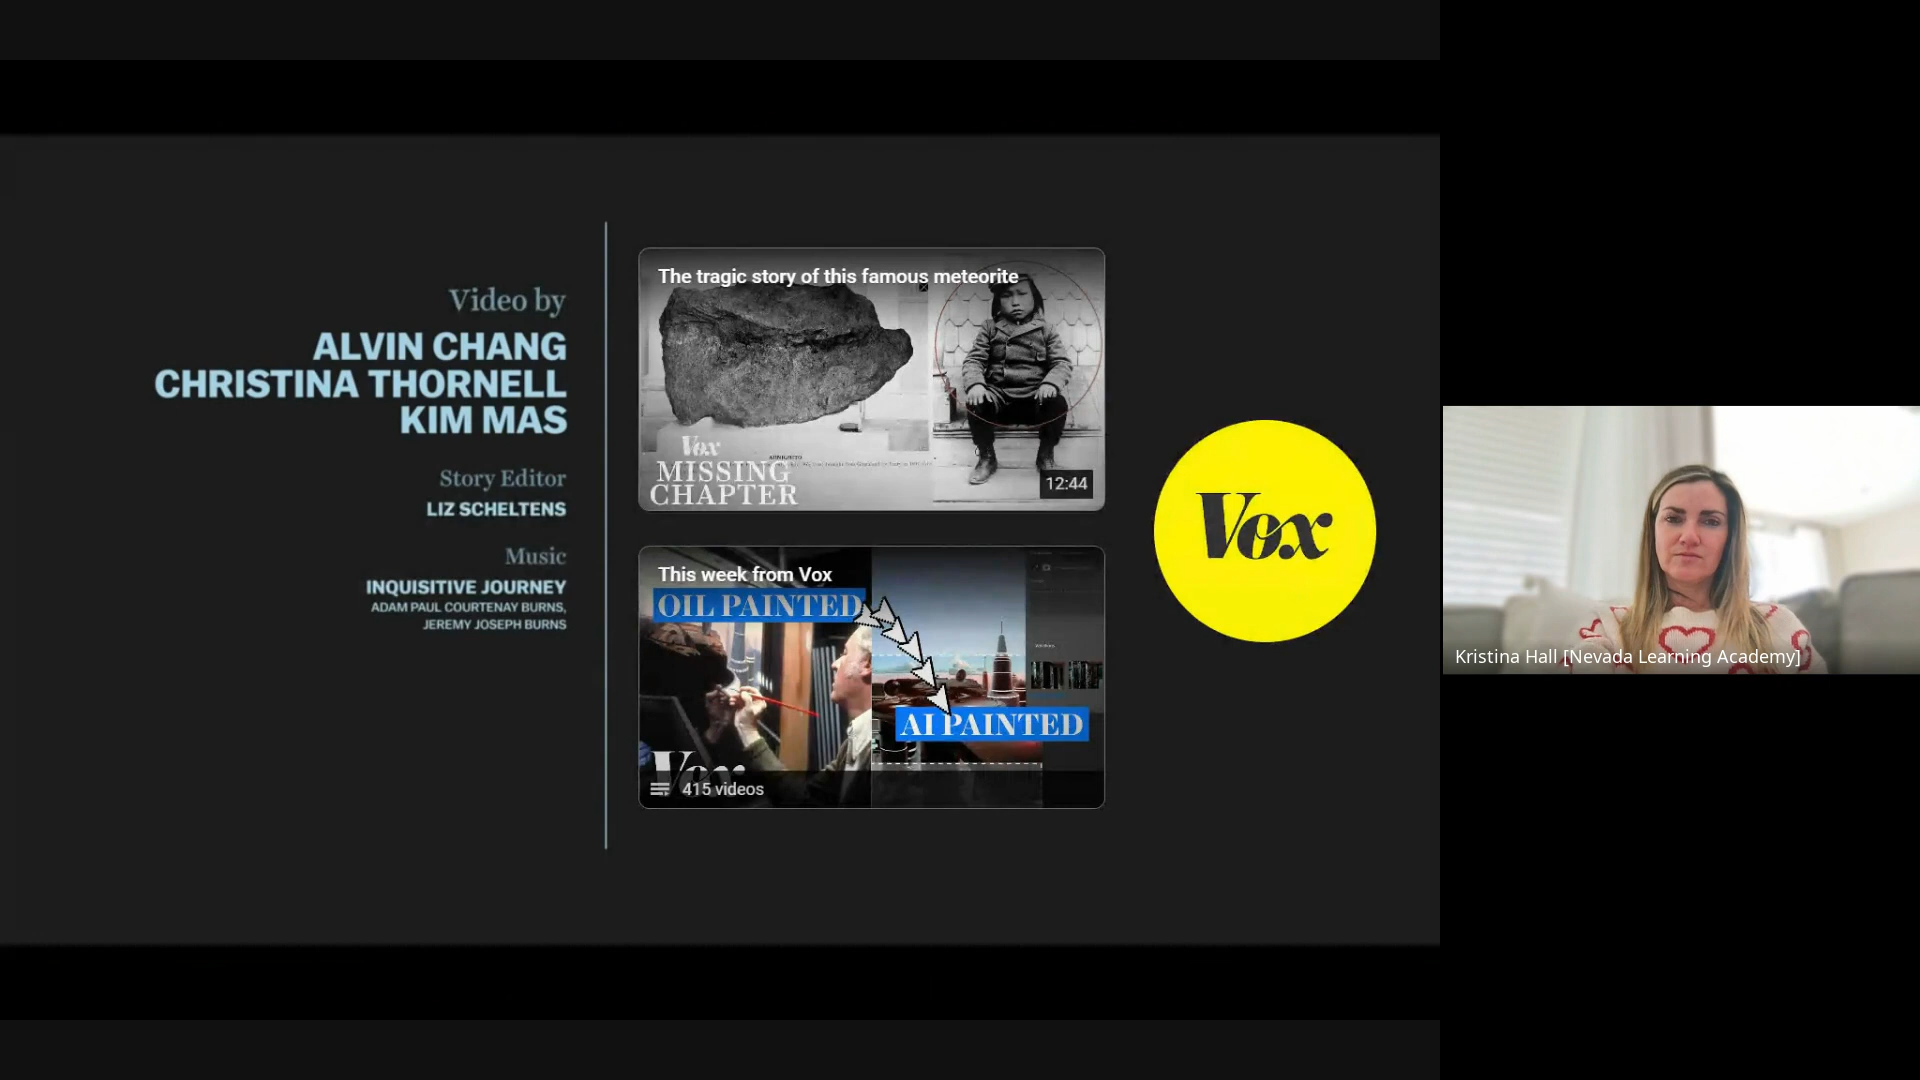 Video by
ALVIN CHANG
CHRISTINA THORNELL
KIM MAS
Story Editor
LIZ SCHELTENS
Music
INQUISITIVE JOURNEY
ADAM PAUL COURTENAY BURNS,
JEREMY JOSEPH BURNS
The tragic story of this famous meteorite
Vox
MISSING
CHAPTER
12:44
This week from Vox
OIL PAINTED
AI PAINTED
Vox
415 videos
Vox
Kristina Hall [Nevada Learning Academy]